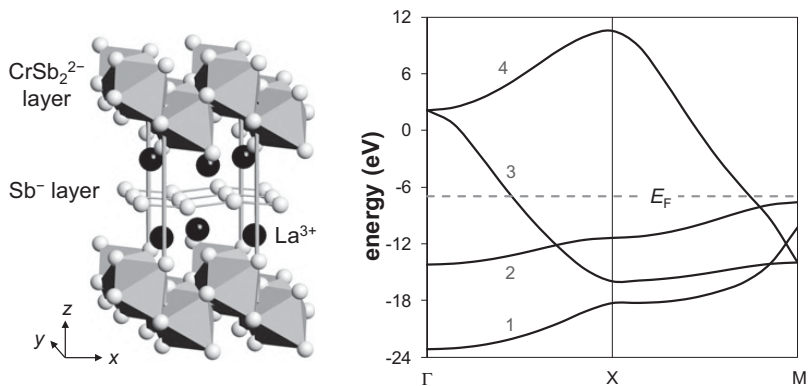 CrSb₂²⁻
layer
Sb⁻ layer
La³⁺
z
y
x
energy (eV)
12
6
0
-6
-12
-18
-24
4
3
E_F
2
1
Γ
X
M